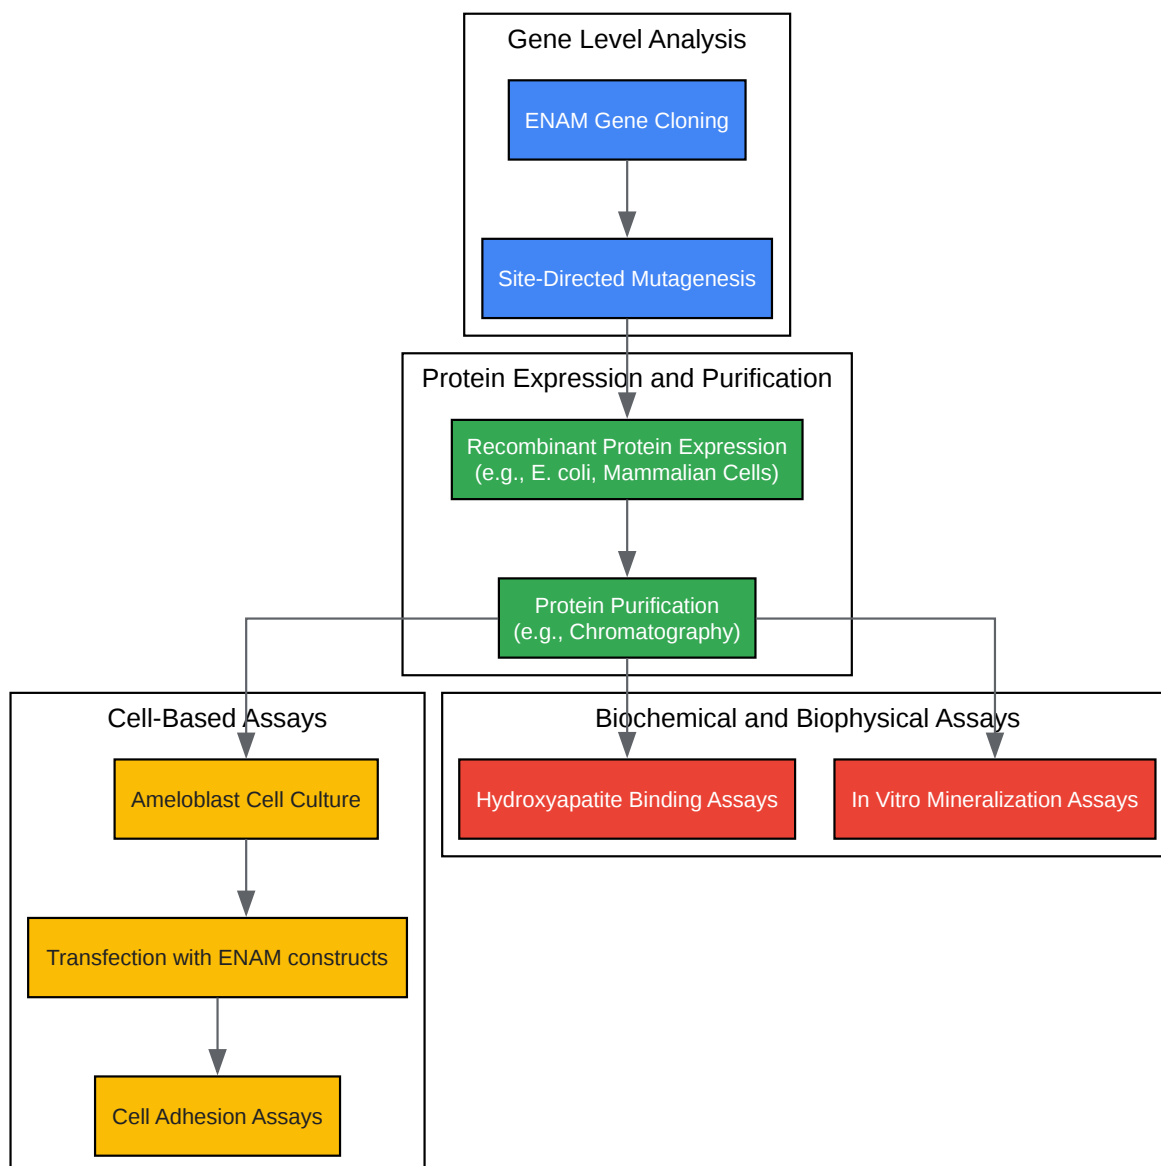 Gene Level Analysis
ENAM Gene Cloning
Site-Directed Mutagenesis
Protein Expression and Purification
Recombinant Protein Expression
(e.g., E. coli, Mammalian Cells)
Protein Purification
(e.g., Chromatography)
Cell-Based Assays
Ameloblast Cell Culture
Transfection with ENAM constructs
Cell Adhesion Assays
Biochemical and Biophysical Assays
Hydroxyapatite Binding Assays
In Vitro Mineralization Assays